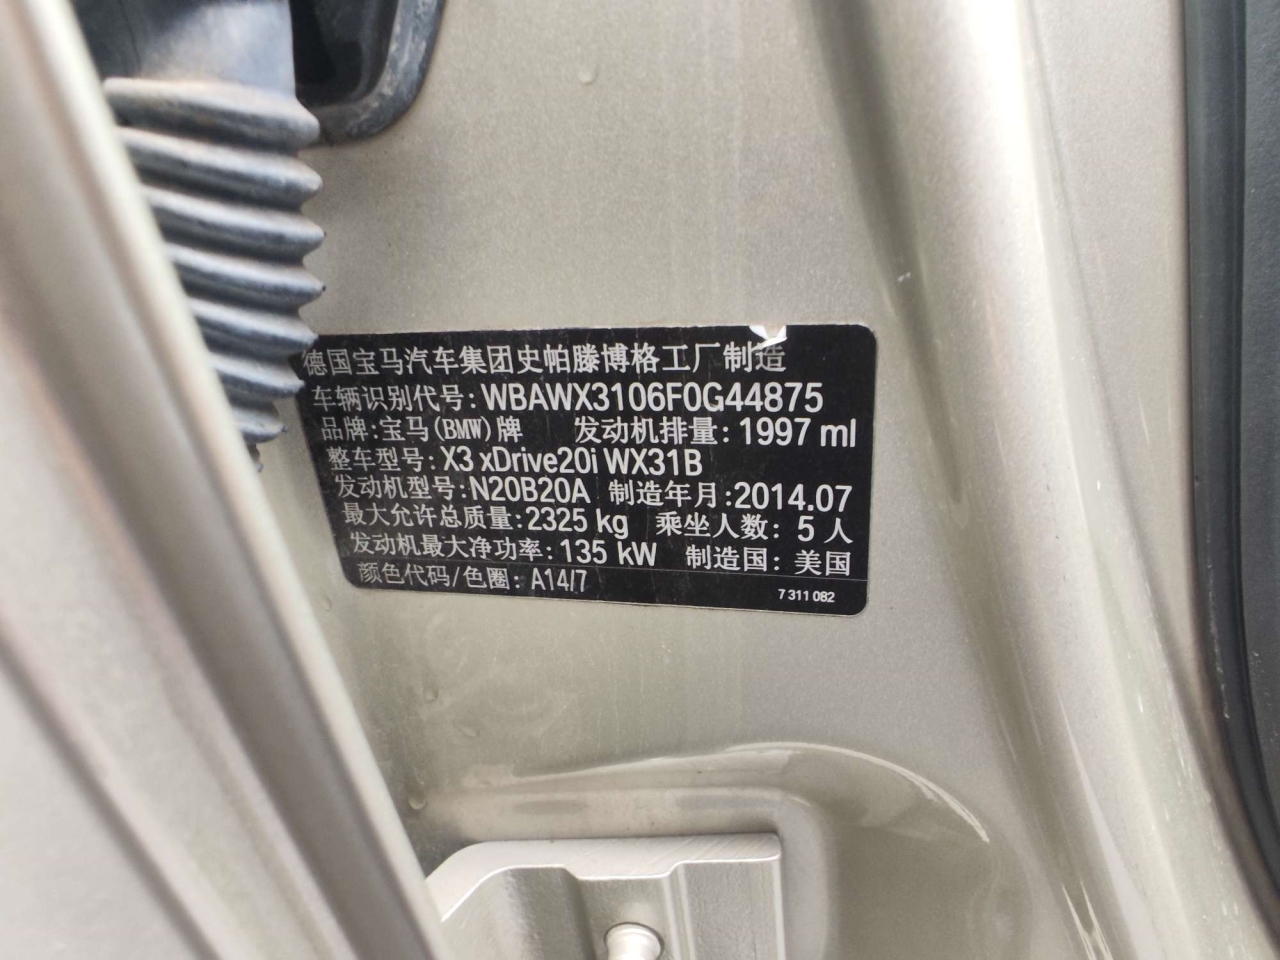 德国宝马汽车集团史帕滕博格工厂制造
车辆识别代号: WBAWX3106F0G44875
品牌: 宝马(BMW)牌 发动机排量: 1997 ml
整车型号: X3 xDrive20i WX31B
发动机型号: N20B20A 制造年月: 2014.07
最大允许总质量: 2325 kg 乘坐人数: 5 人
发动机最大净功率: 135 kW 制造国: 美国
颜色代码/色圈: A14/7
7 311 082